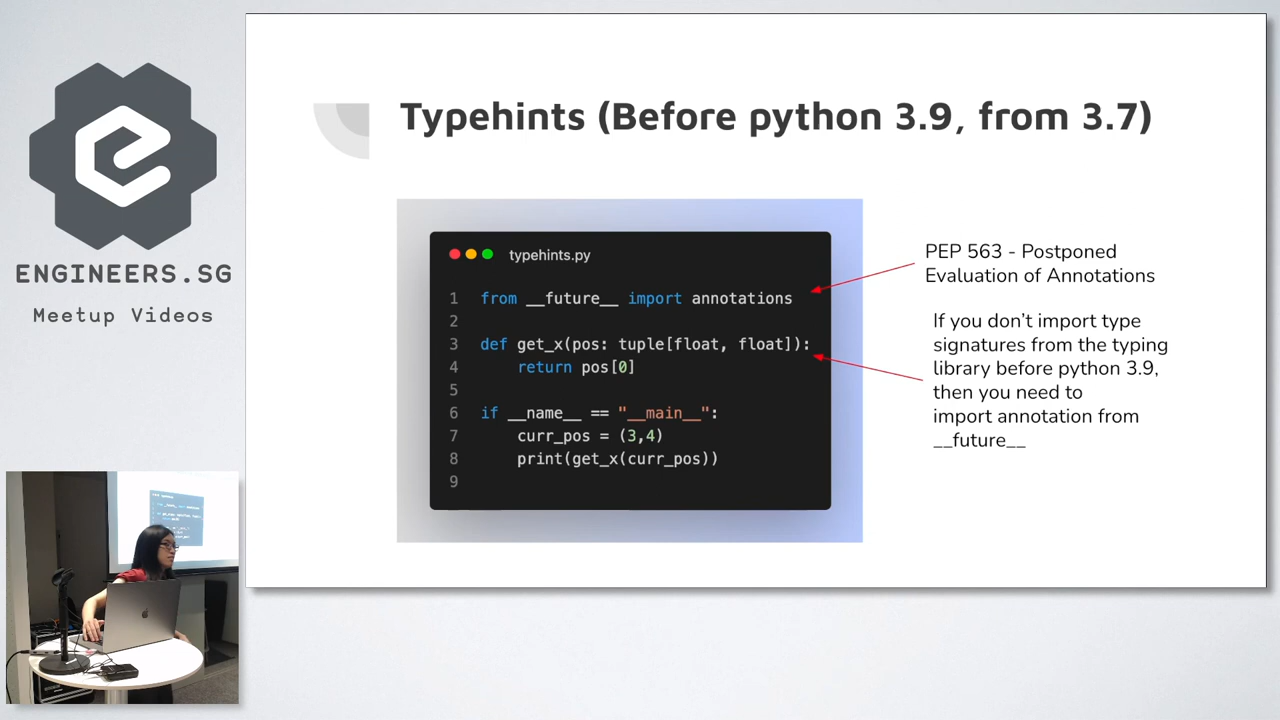 ENGINEERS.SG
Meetup Videos
Typehints (Before python 3.9, from 3.7)
typehints.py
1 from __future__ import annotations
2
3 def get_x(pos: tuple[float, float]):
4 return pos[0]
5
6 if __name__ == "__main__":
7 curr_pos = (3,4)
8 print(get_x(curr_pos))
9
PEP 563 - Postponed
Evaluation of Annotations
If you don’t import type
signatures from the typing
library before python 3.9,
then you need to
import annotation from
__future__